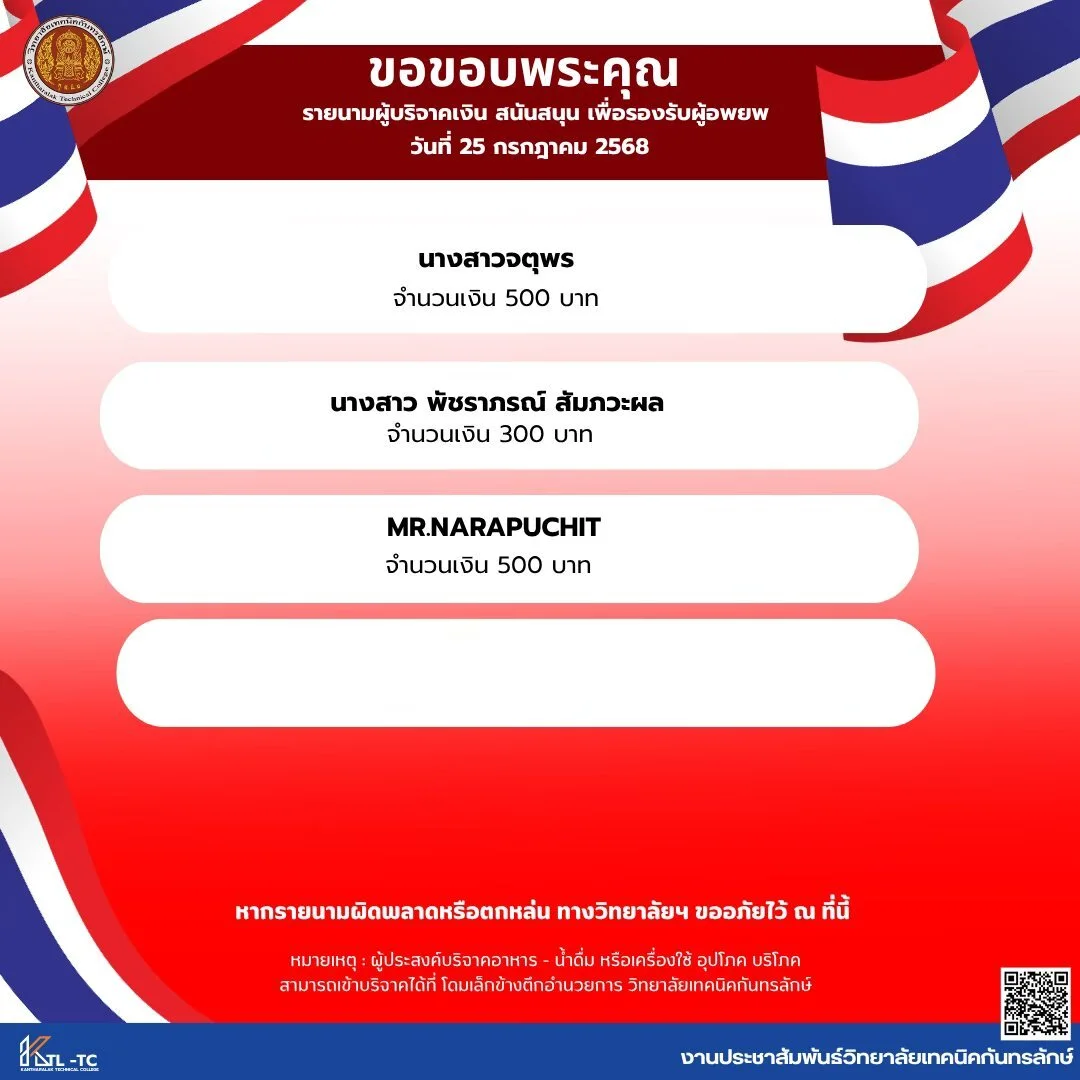 วิทยาลัยเทคนิคกันทรลักษ์
Kantharalak Technical College
ขอขอบพระคุณ
รายนามผู้บริจาคเงิน สนันสนุน เพื่อรองรับผู้อพยพ
วันที่ 25 กรกฎาคม 2568
นางสาวจตุพร
จำนวนเงิน 500 บาท
นางสาว พัชราภรณ์ สัมภวะผล
จำนวนเงิน 300 บาท
MR.NARAPUCHIT
จำนวนเงิน 500 บาท
หากรายนามผิดพลาดหรือตกหล่น ทางวิทยาลัยฯ ขออภัยไว้ ณ ที่นี้
หมายเหตุ : ผู้ประสงค์บริจาคอาหาร - น้ำดื่ม หรือเครื่องใช้ อุปโภค บริโภค
สามารถเข้าบริจาคได้ที่ โดมเล็กข้างตึกอำนวยการ วิทยาลัยเทคนิคกันทรลักษ์
KTL -TC
KANTHARALAK TECHNICAL COLLEGE
งานประชาสัมพันธ์วิทยาลัยเทคนิคกันทรลักษ์